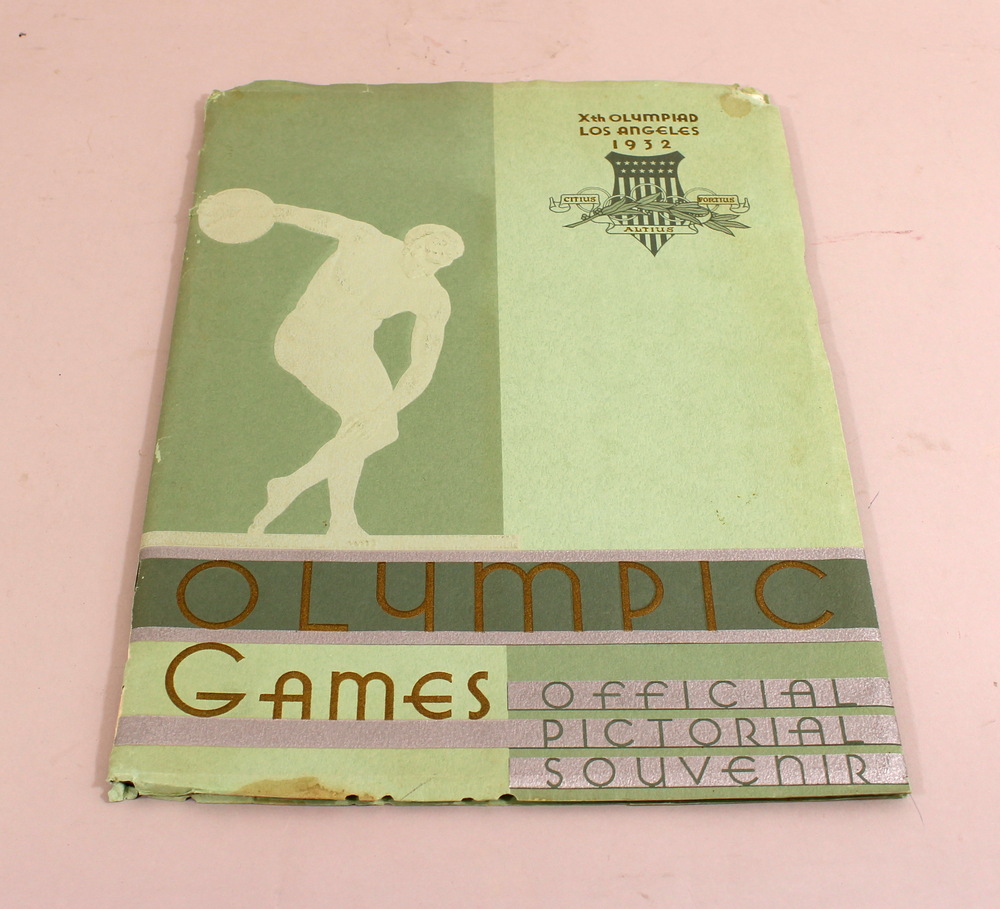 Xth OLYMPIAD
LOS ANGELES
1932
CITIUS FORTIUS
ALTIUS
OLYMPIC
GAMES
OFFICIAL
PICTORIAL
SOUVENIR